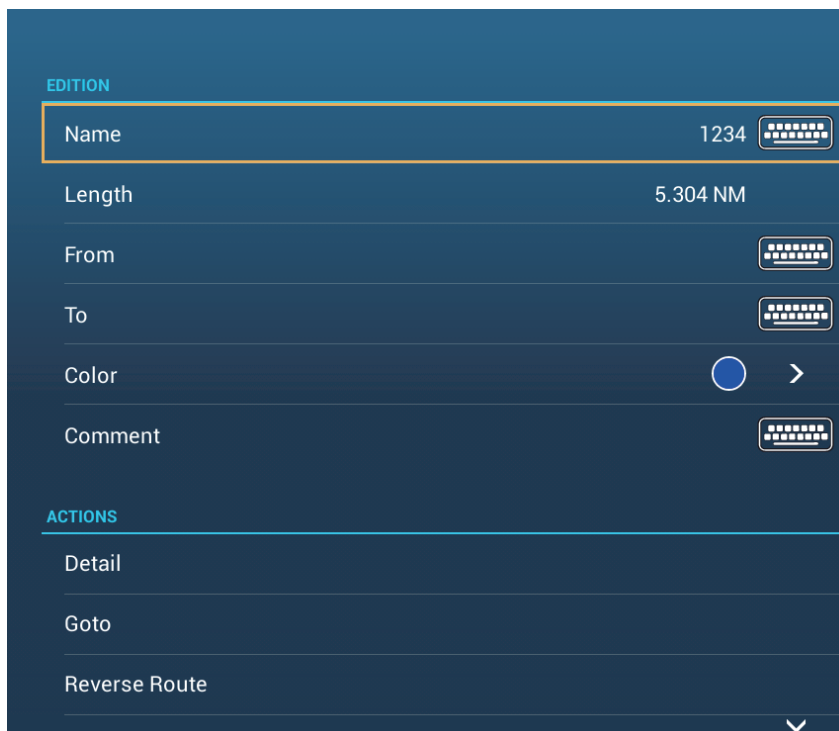 EDITION
Name 1234
Length 5.304 NM
From
To
Color
Comment
ACTIONS
Detail
Goto
Reverse Route